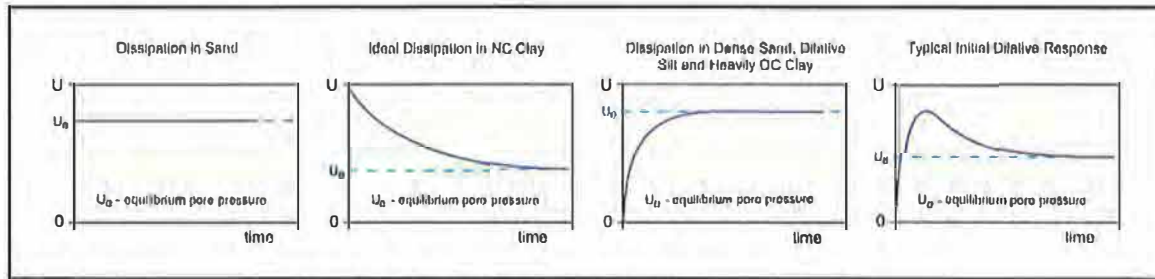 Dissipation in Sand
U
U₀
0
U₀ - equilibrium pore pressure
time
Ideal Dissipation in NC Clay
U
U₀
0
U₀ - equilibrium pore pressure
time
Dissipation in Dense Sand, Dilative
Silt and Heavily OC Clay
U
U₀
0
U₀ - equilibrium pore pressure
time
Typical Initial Dilative Response
U
U₀
0
U₀ - equilibrium pore pressure
time